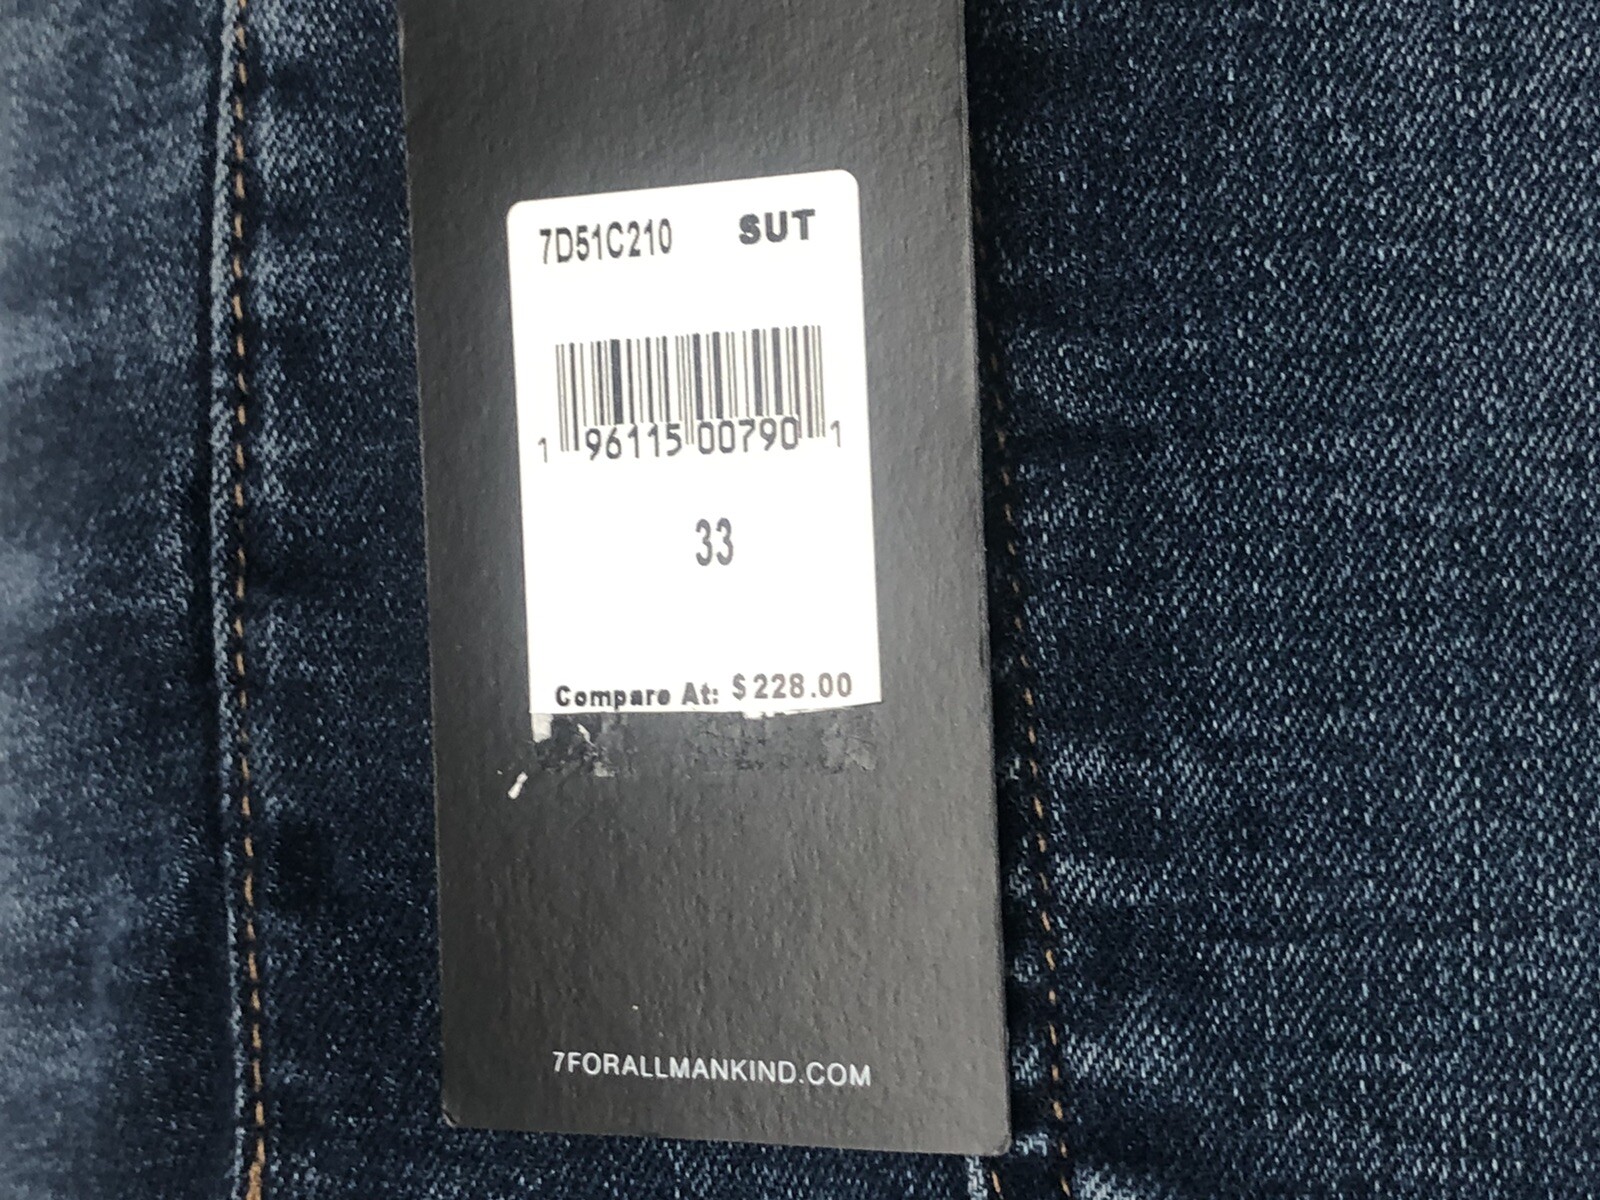 7D51C210 SUT
1 96115 00790 1
33
Compare At: $228.00
7FORALLMANKIND.COM